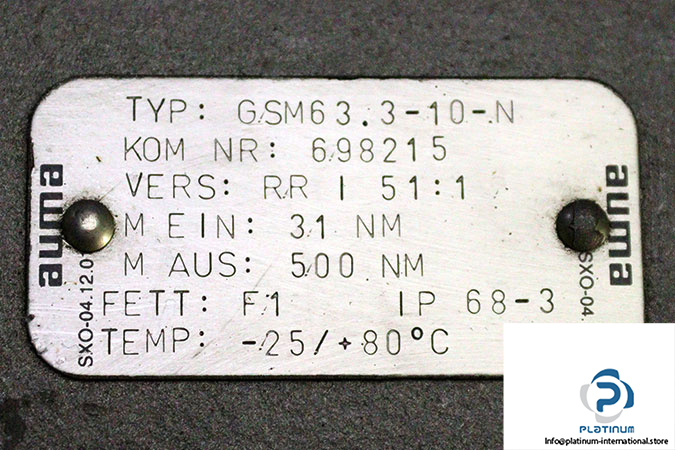 TYP: GSM63.3-10-N
KOM NR: 698215
VERS: RR I 51:1
M EIN: 31 NM
M AUS: 500 NM
FETT: F1 IP 68-3
TEMP: -25/+80°C
auma
SXO-04.12.0
auma
SXO-04.
PLATINUM
Info@platinum-international.store